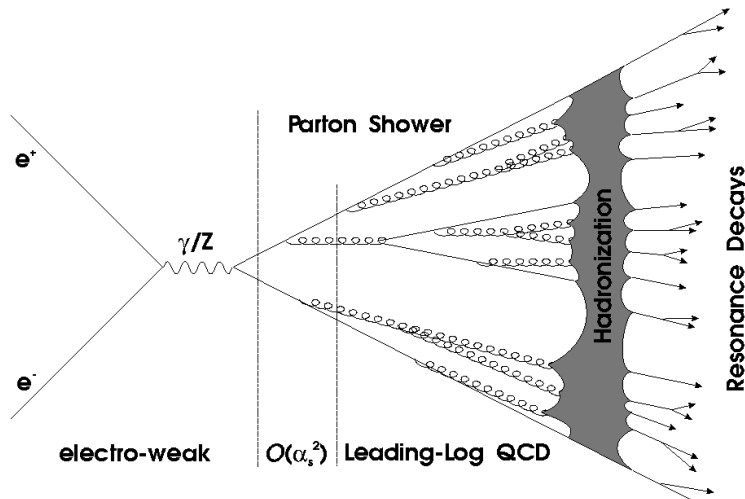 Parton Shower
e⁺
γ/Z
e⁻
Hadronization
Resonance Decays
electro-weak
O(αₛ²)
Leading-Log QCD